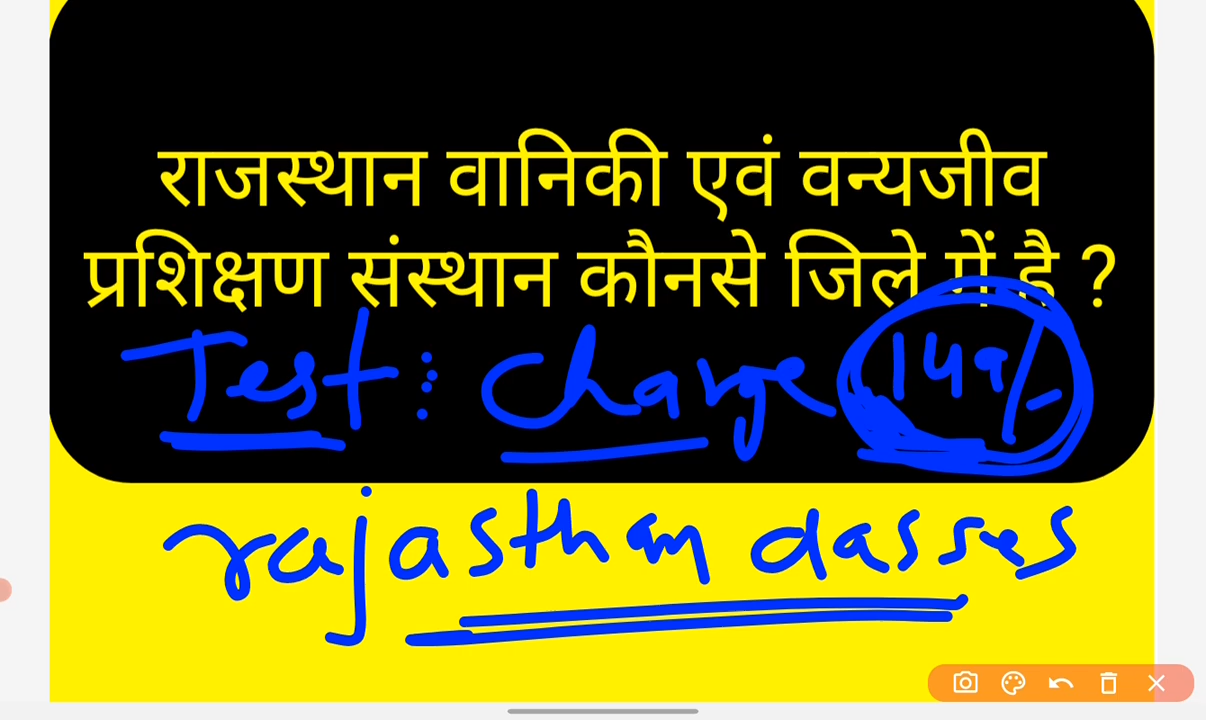 राजस्थान वानिकी एवं वन्यजीव
प्रशिक्षण संस्थान कौनसे जिले में है ?
Test : Charge 149/-
rajasthan classes